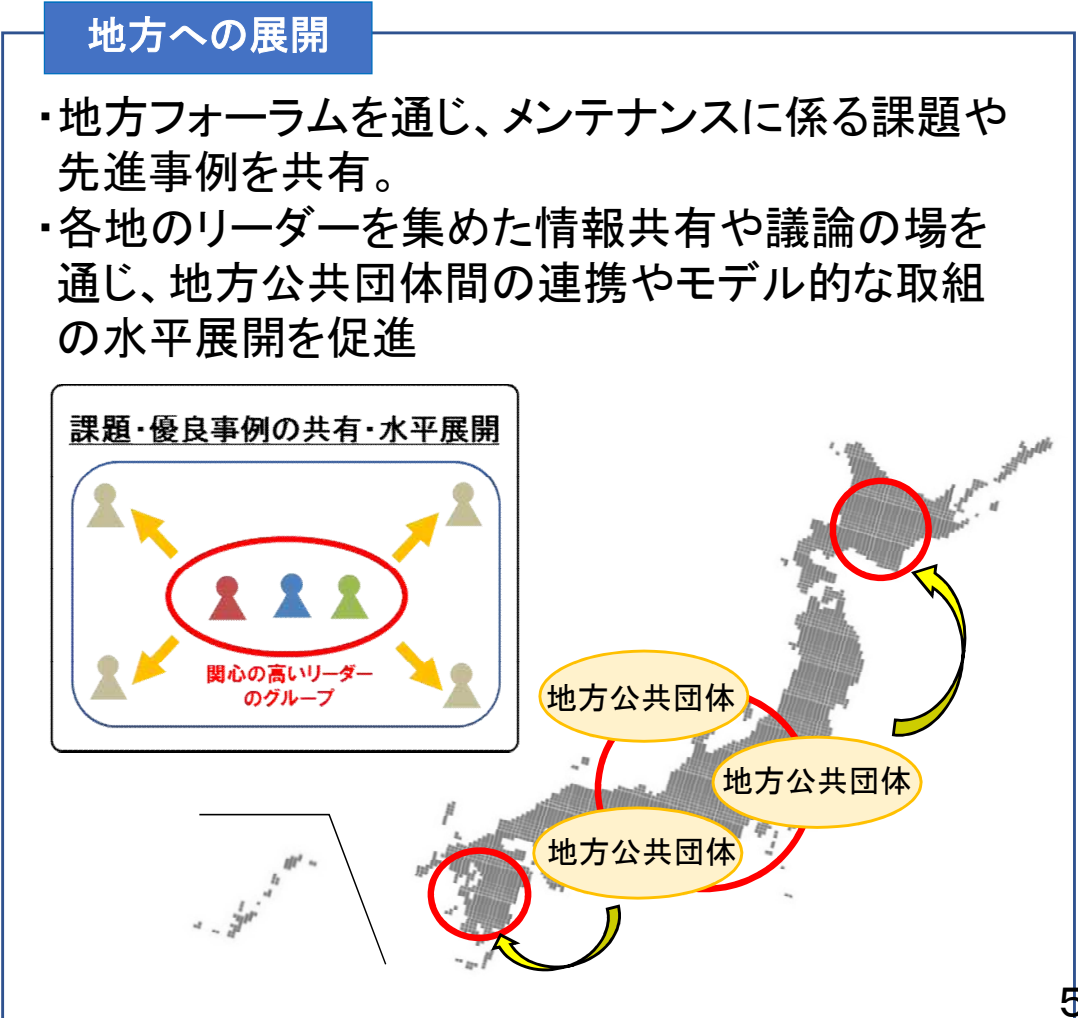 地方への展開
・地方フォーラムを通じ、メンテナンスに係る課題や
先進事例を共有。
・各地のリーダーを集めた情報共有や議論の場を
通じ、地方公共団体間の連携やモデル的な取組
の水平展開を促進
課題・優良事例の共有・水平展開
関心の高いリーダー
のグループ
地方公共団体
地方公共団体
地方公共団体
5